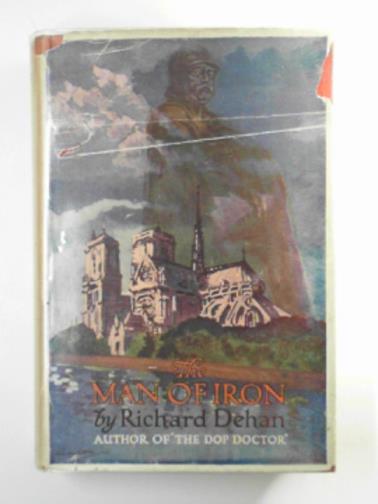 The
MAN OF IRON
by Richard Dehan
AUTHOR OF "THE DOP DOCTOR"